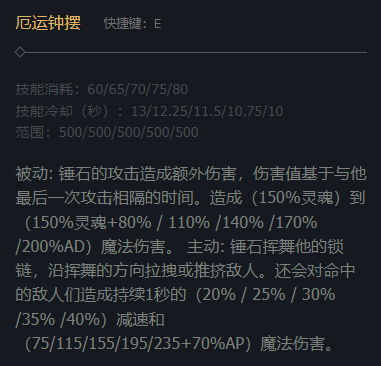 厄运钟摆 快捷键：E
技能消耗：60/65/70/75/80
技能冷却（秒）：13/12.25/11.5/10.75/10
范围：500/500/500/500/500
被动: 锤石的攻击造成额外伤害，伤害值基于与他
最后一次攻击相隔的时间。造成（150%灵魂）到
（150%灵魂+80% / 110% /140% /170%
/200%AD）魔法伤害。 主动: 锤石挥舞他的锁
链，沿挥舞的方向拉拽或推挤敌人。还会对命中
的敌人们造成持续1秒的（20% / 25% / 30%
/35% /40%）减速和
（75/115/155/195/235+70%AP）魔法伤害。